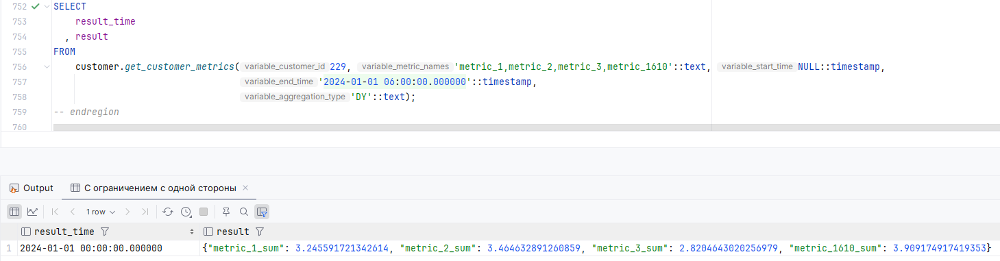 752 SELECT
753 result_time
754 , result
755 FROM
756 customer.get_customer_metrics( variable_customer_id 229, variable_metric_names 'metric_1,metric_2,metric_3,metric_1610'::text, variable_start_time NULL::timestamp,
757 variable_end_time '2024-01-01 06:00:00.000000'::timestamp,
758 variable_aggregation_type 'DY'::text);
759 -- endregion
760
Output С ограничением с одной стороны
1 row
result_time result
1 2024-01-01 00:00:00.000000 {"metric_1_sum": 3.245591721342614, "metric_2_sum": 3.464632891260859, "metric_3_sum": 2.8204643020256979, "metric_1610_sum": 3.909174917419353}